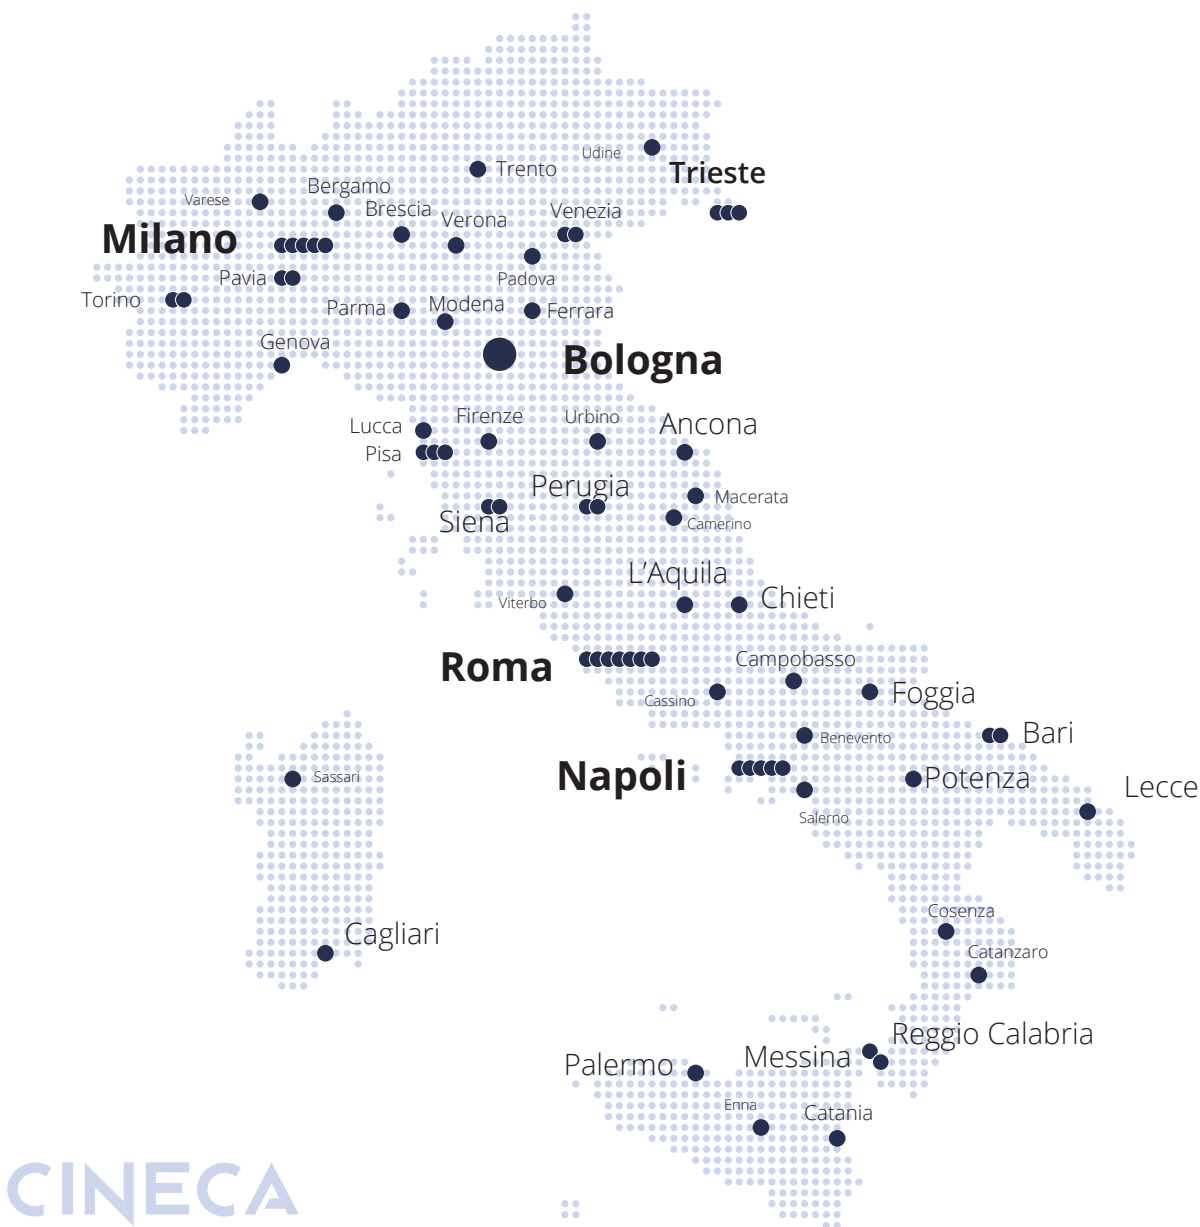 Udine
Trento
Trieste
Bergamo
Varese
Brescia
Venezia
Verona
Milano
Pavia
Padova
Torino
Modena
Parma
Ferrara
Genova
Bologna
Firenze
Urbino
Ancona
Lucca
Pisa
Perugia
Macerata
Siena
Camerino
L'Aquila
Chieti
Viterbo
Roma
Campobasso
Foggia
Cassino
Bari
Benevento
Napoli
Sassari
Potenza
Lecce
Salerno
Cosenza
Cagliari
Catanzaro
Reggio Calabria
Messina
Palermo
Enna
Catania
CINECA